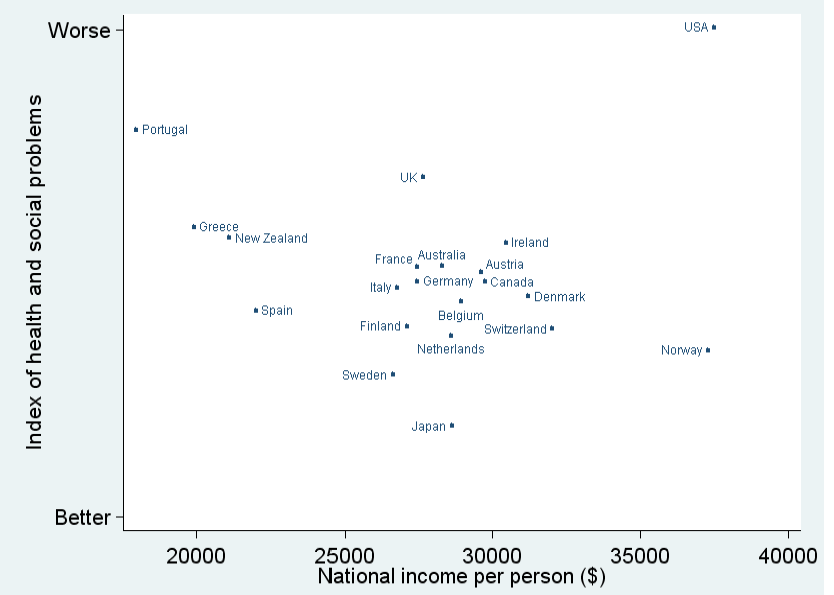 Worse
USA
Portugal
UK
Greece
New Zealand
Ireland
France
Australia
Austria
Italy
Germany
Canada
Denmark
Spain
Belgium
Finland
Switzerland
Netherlands
Norway
Sweden
Japan
Better
Index of health and social problems
20000
25000
30000
35000
40000
National income per person ($)